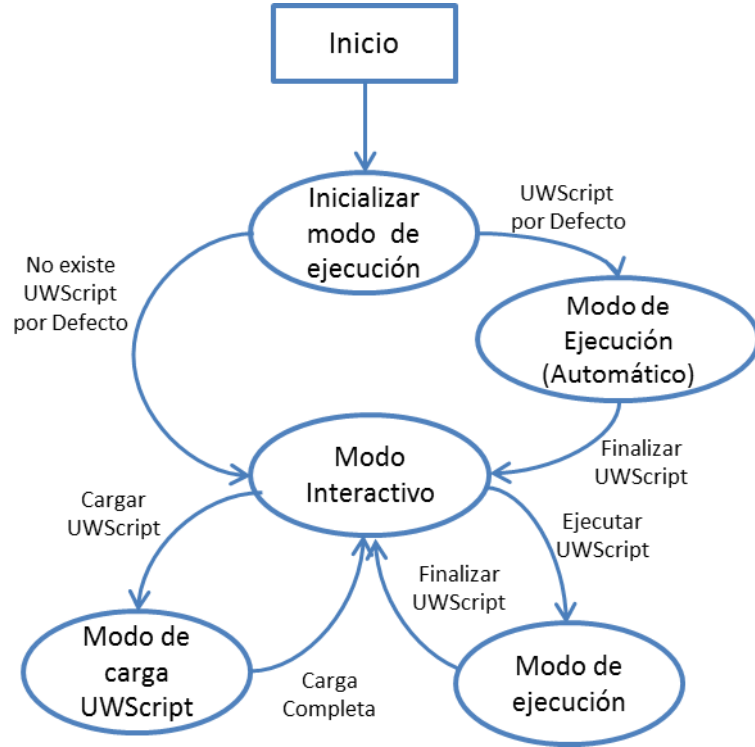 Inicio
Inicializar
modo de
ejecución
UWScript
por Defecto
No existe
UWScript
por Defecto
Modo de
Ejecución
(Automático)
Finalizar
UWScript
Modo
Interactivo
Cargar
UWScript
Ejecutar
UWScript
Finalizar
UWScript
Modo de
carga
UWScript
Carga
Completa
Modo de
ejecución